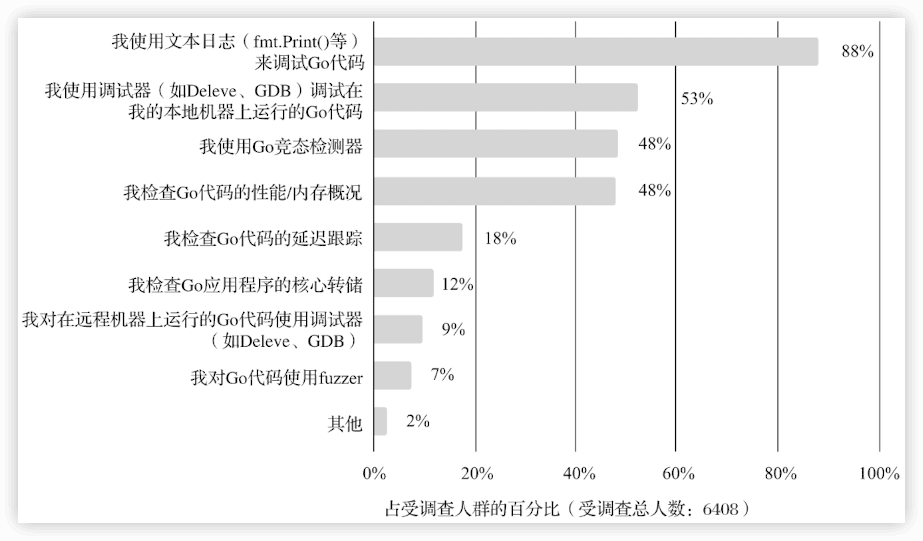 我使用文本日志（fmt.Print()等）
来调试Go代码
88%
我使用调试器（如Deleve、GDB）调试在
我的本地机器上运行的Go代码
53%
我使用Go竞态检测器
48%
我检查Go代码的性能/内存概况
48%
我检查Go代码的延迟跟踪
18%
我检查Go应用程序的核心转储
12%
我对在远程机器上运行的Go代码使用调试器
（如Deleve、GDB）
9%
我对Go代码使用fuzzer
7%
其他
2%
0% 20% 40% 60% 80% 100%
占受调查人群的百分比（受调查总人数：6408）